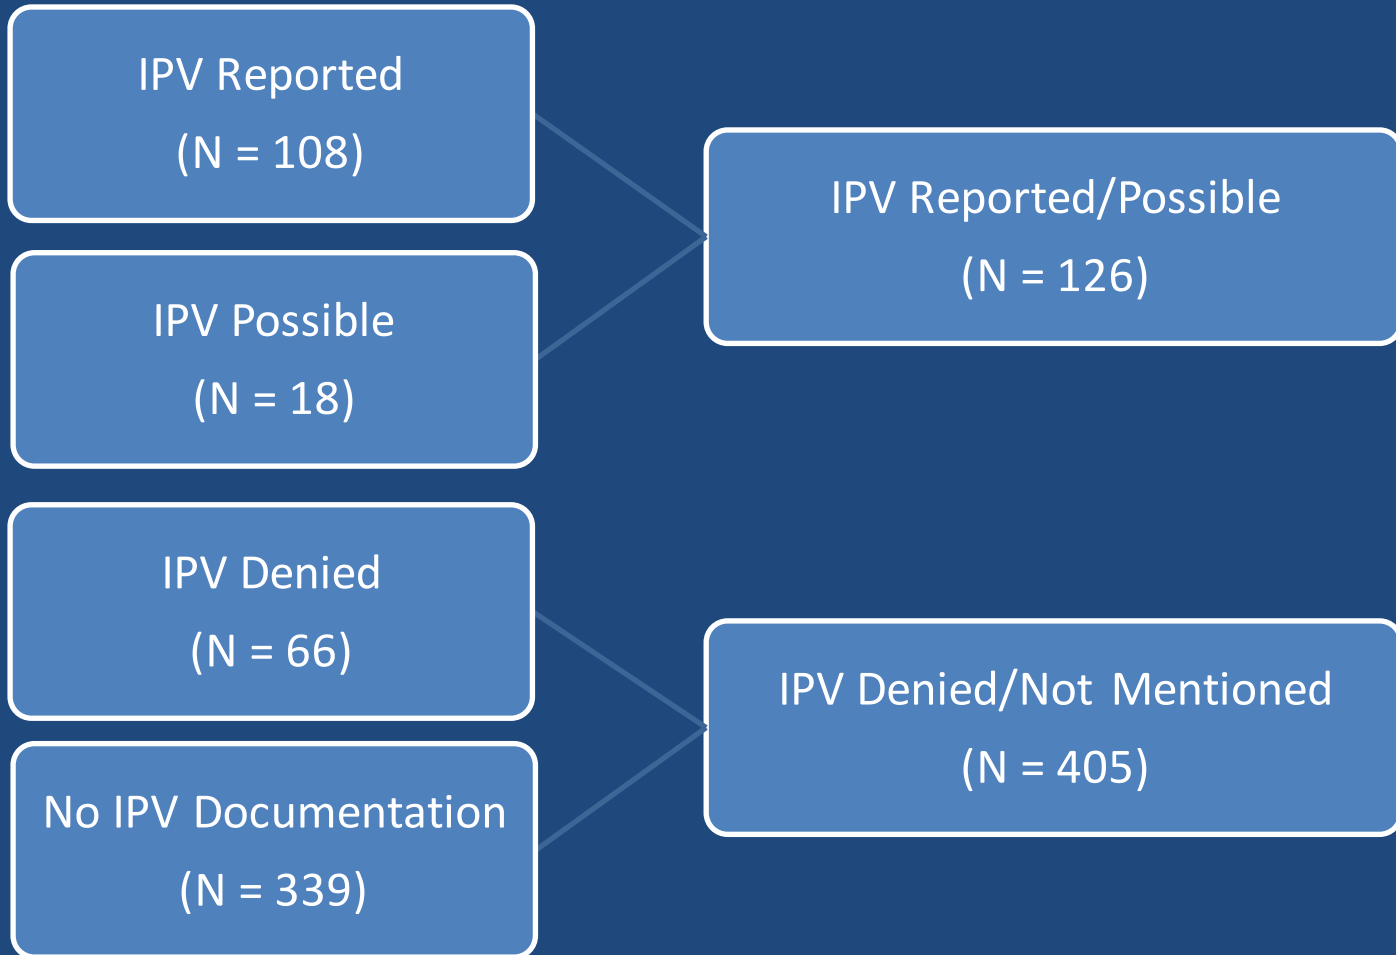 IPV Reported
(N = 108)
IPV Possible
(N = 18)
IPV Reported/Possible
(N = 126)
IPV Denied
(N = 66)
No IPV Documentation
(N = 339)
IPV Denied/Not Mentioned
(N = 405)